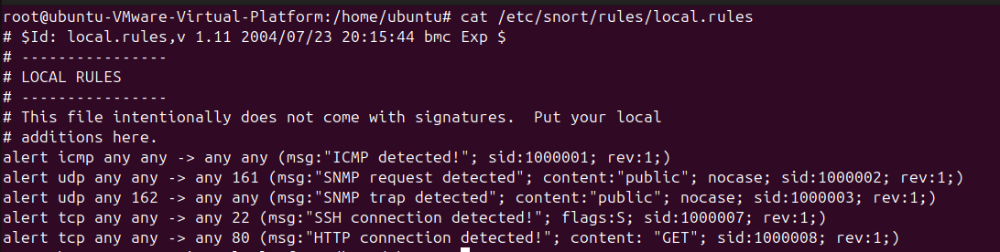 root@ubuntu-VMware-Virtual-Platform:/home/ubuntu# cat /etc/snort/rules/local.rules
# $Id: local.rules,v 1.11 2004/07/23 20:15:44 bmc Exp $
# ----------------
# LOCAL RULES
# ----------------
# This file intentionally does not come with signatures.  Put your local
# additions here.
alert icmp any any -> any any (msg:"ICMP detected!"; sid:1000001; rev:1;)
alert udp any any -> any 161 (msg:"SNMP request detected"; content:"public"; nocase; sid:1000002; rev:1;)
alert udp any 162 -> any any (msg:"SNMP trap detected"; content:"public"; nocase; sid:1000003; rev:1;)
alert tcp any any -> any 22 (msg:"SSH connection detected!"; flags:S; sid:1000007; rev:1;)
alert tcp any any -> any 80 (msg:"HTTP connection detected!"; content: "GET"; sid:1000008; rev:1;)